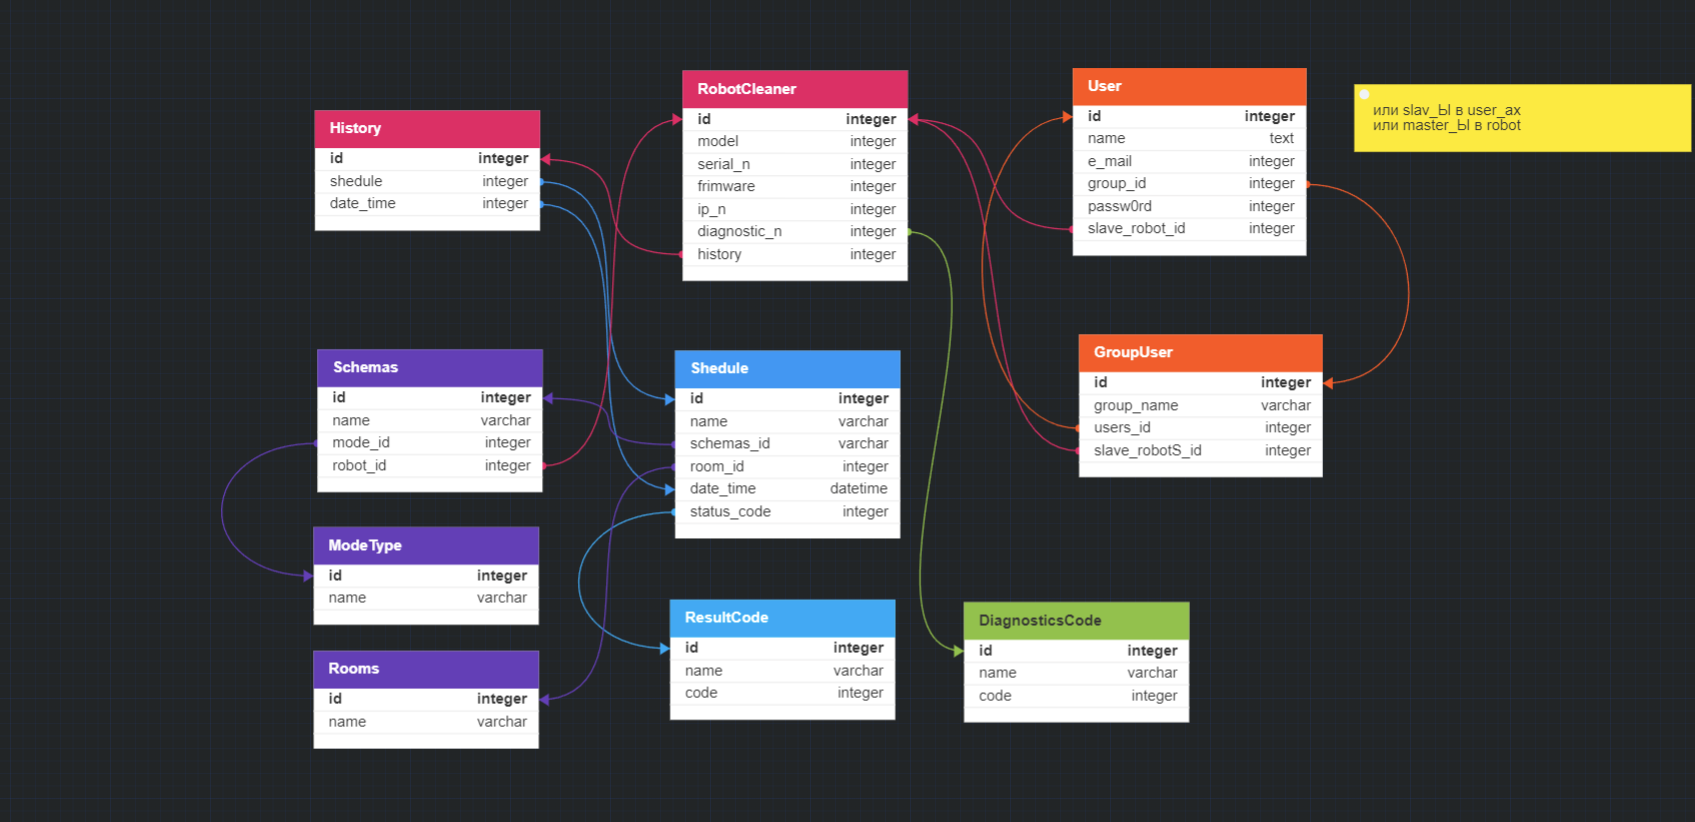 History
id integer
shedule integer
date_time integer
RobotCleaner
id integer
model integer
serial_n integer
frimware integer
ip_n integer
diagnostic_n integer
history integer
User
id integer
name text
e_mail integer
group_id integer
passw0rd integer
slave_robot_id integer
или slav_Ы в user_ах
или master_Ы в robot
Schemas
id integer
name varchar
mode_id integer
robot_id integer
Shedule
id integer
name varchar
schemas_id varchar
room_id integer
date_time datetime
status_code integer
GroupUser
id integer
group_name varchar
users_id integer
slave_robotS_id integer
ModeType
id integer
name varchar
Rooms
id integer
name varchar
ResultCode
id integer
name varchar
code integer
DiagnosticsCode
id integer
name varchar
code integer